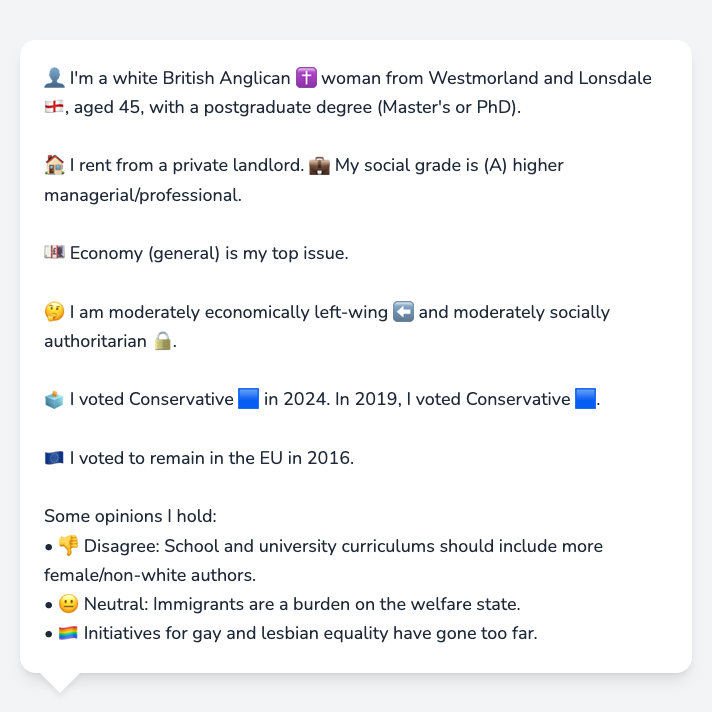 👤 I'm a white British Anglican ✝️ woman from Westmorland and Lonsdale
🏴󠁧󠁢󠁥󠁮󠁧󠁿, aged 45, with a postgraduate degree (Master's or PhD).
🏠 I rent from a private landlord. 💼 My social grade is (A) higher
managerial/professional.
💷 Economy (general) is my top issue.
🤔 I am moderately economically left-wing ⬅️ and moderately socially
authoritarian 🔒.
🗳️ I voted Conservative 🟦 in 2024. In 2019, I voted Conservative 🟦.
🇪🇺 I voted to remain in the EU in 2016.
Some opinions I hold:
• 👎 Disagree: School and university curriculums should include more
female/non-white authors.
• 😐 Neutral: Immigrants are a burden on the welfare state.
• 🏳️‍🌈 Initiatives for gay and lesbian equality have gone too far.